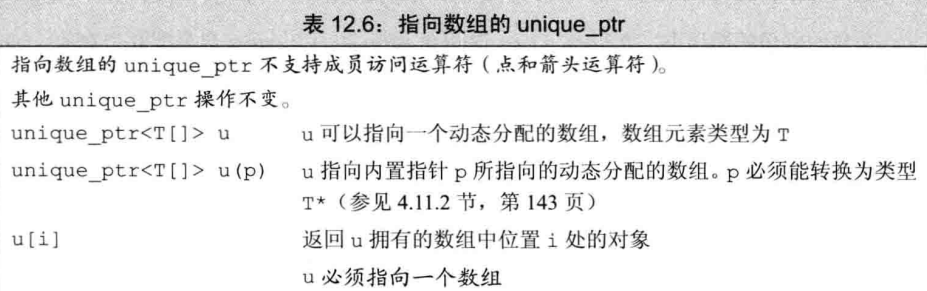 表 12.6：指向数组的 unique_ptr
指向数组的 unique_ptr 不支持成员访问运算符（点和箭头运算符）。
其他 unique_ptr 操作不变。
unique_ptr<T[]> u u 可以指向一个动态分配的数组，数组元素类型为 T
unique_ptr<T[]> u(p) u 指向内置指针 p 所指向的动态分配的数组。p 必须能转换为类型
T*（参见 4.11.2 节，第 143 页）
u[i] 返回 u 拥有的数组中位置 i 处的对象
u 必须指向一个数组